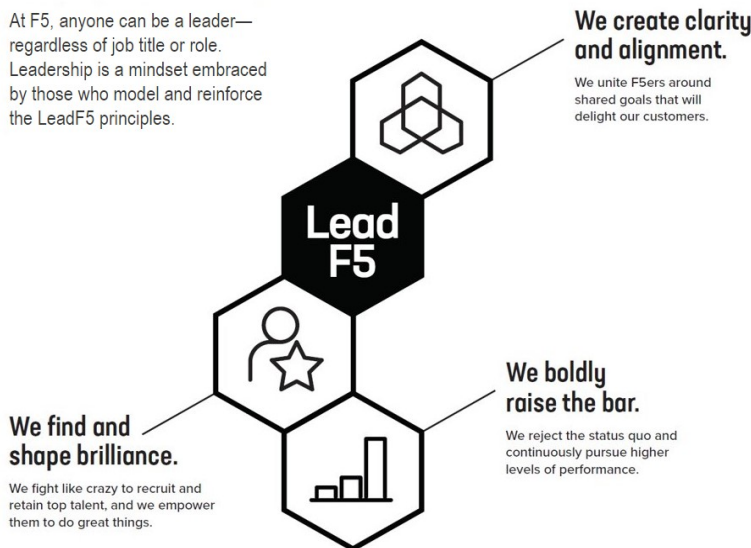 At F5, anyone can be a leader—
regardless of job title or role.
Leadership is a mindset embraced
by those who model and reinforce
the LeadF5 principles.
We create clarity
and alignment.
We unite F5ers around
shared goals that will
delight our customers.
Lead
F5
We find and
shape brilliance.
We fight like crazy to recruit and
retain top talent, and we empower
them to do great things.
We boldly
raise the bar.
We reject the status quo and
continuously pursue higher
levels of performance.